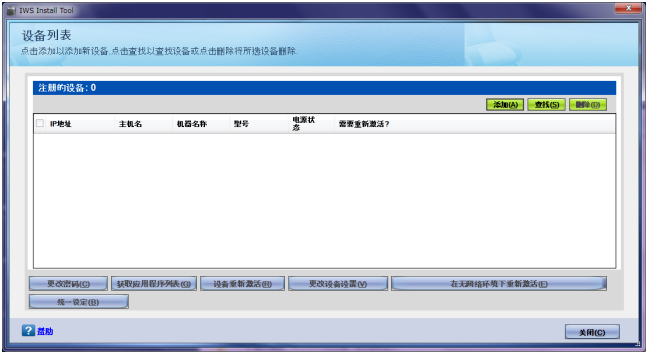 IWS Install Tool
设备列表
点击添加以添加新设备.点击查找以查找设备或点击删除将所选设备删除.
注册的设备: 0
添加(A) 查找(S) 删除(D)
IP地址 主机名 机器名称 型号 电源状态 需要重新激活?
更改密码(C) 获取应用程序列表(G) 设备重新激活(R) 更改设备设置(V) 在无网络环境下重新激活(E)
统一设定(B)
帮助 关闭(C)